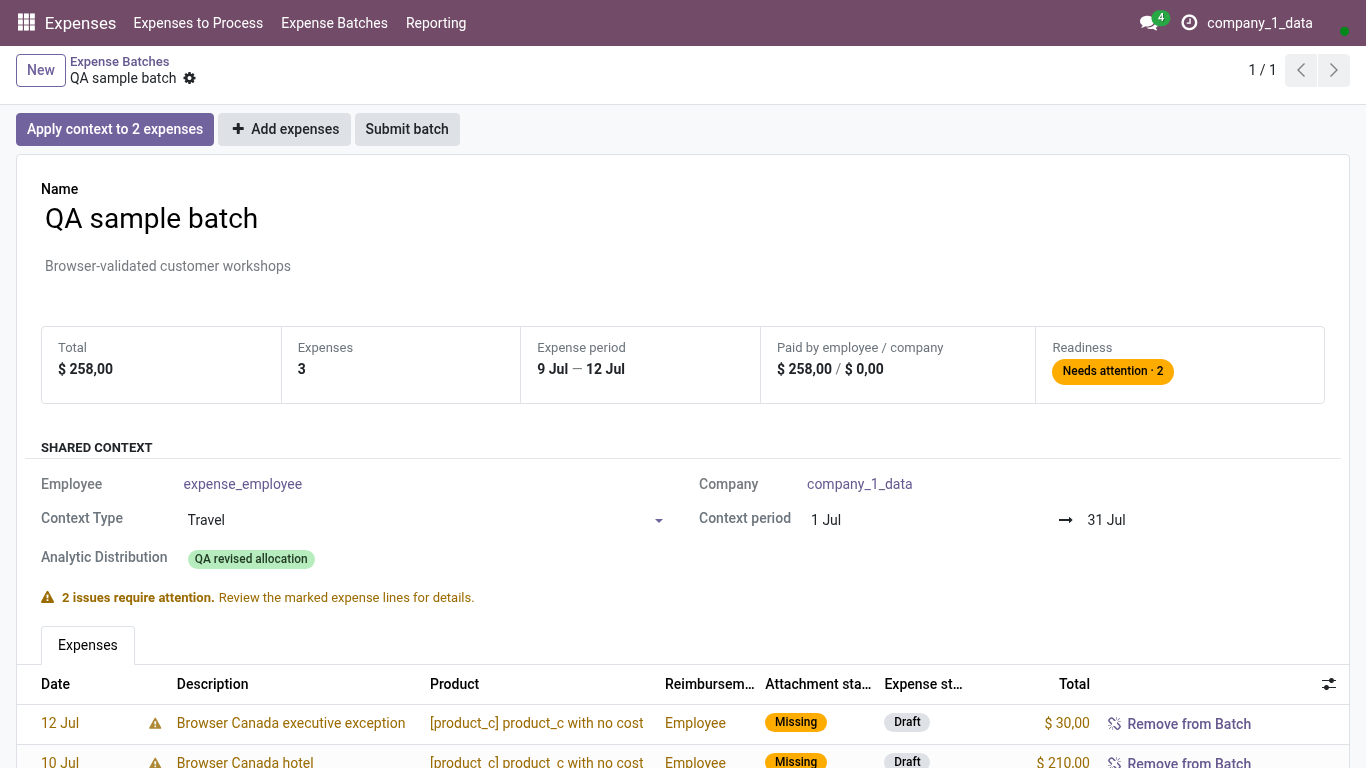 Expenses Expenses to Process Expense Batches Reporting 4 company_1_data
New Expense Batches
QA sample batch
1 / 1
Apply context to 2 expenses Add expenses Submit batch
Name
QA sample batch
Browser-validated customer workshops
Total Expenses Expense period Paid by employee / company Readiness
$ 258,00 3 9 Jul — 12 Jul $ 258,00 / $ 0,00 Needs attention · 2
SHARED CONTEXT
Employee expense_employee Company company_1_data
Context Type Travel Context period 1 Jul 31 Jul
Analytic Distribution QA revised allocation
2 issues require attention. Review the marked expense lines for details.
Expenses
Date Description Product Reimbursem... Attachment sta... Expense st... Total
12 Jul Browser Canada executive exception [product_c] product_c with no cost Employee Missing Draft $ 30,00 Remove from Batch
10 Jul Browser Canada hotel [product_c] product_c with no cost Employee Missing Draft $ 210,00 Remove from Batch